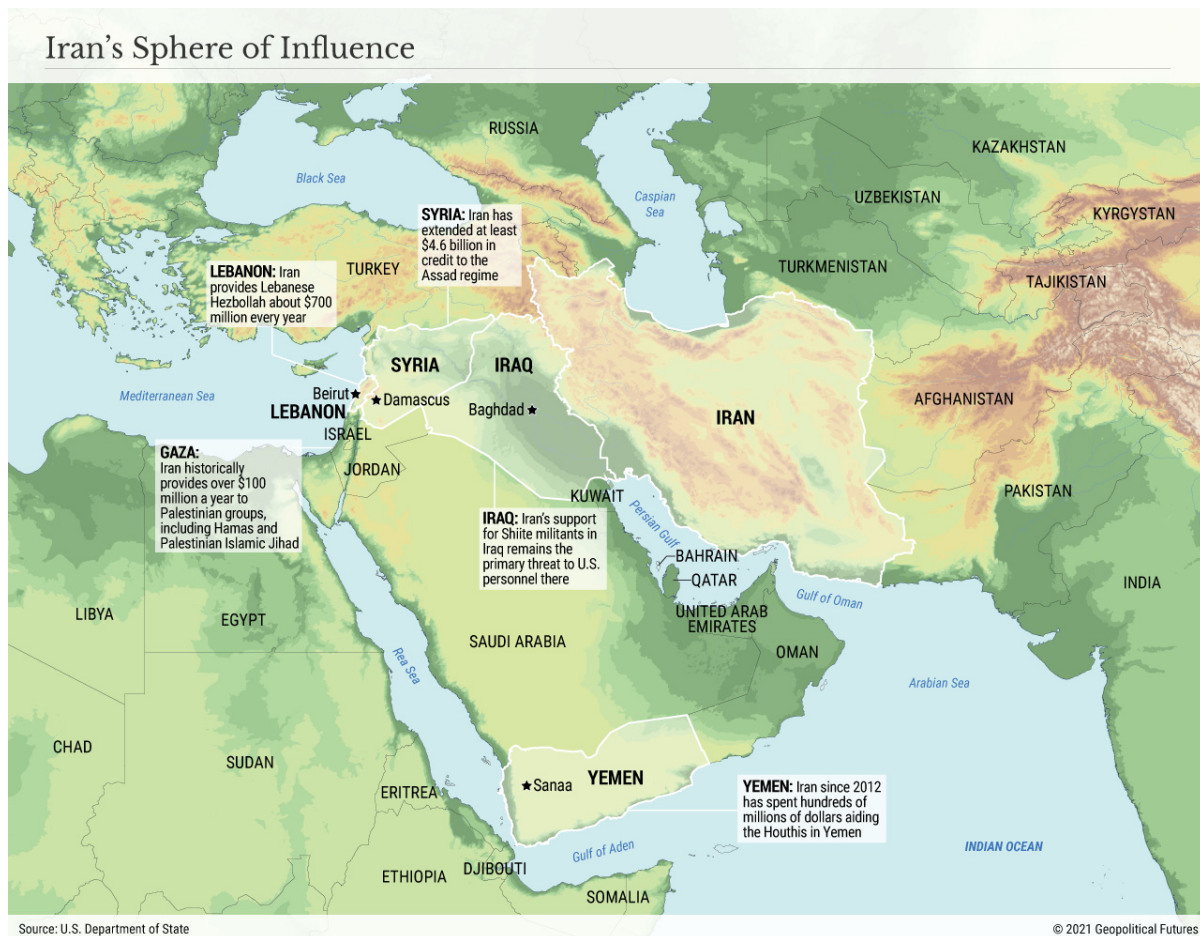 Iran's Sphere of Influence
RUSSIA
KAZAKHSTAN
Black Sea
Caspian
Sea
UZBEKISTAN
KYRGYSTAN
SYRIA: Iran has
extended at least
$4.6 billion in
credit to the
Assad regime
LEBANON: Iran
provides Lebanese
Hezbollah about $700
million every year
TURKEY
TURKMENISTAN
TAJIKISTAN
SYRIA
IRAQ
Mediterranean Sea
Beirut
Damascus
LEBANON
Baghdad
IRAN
AFGHANISTAN
ISRAEL
JORDAN
GAZA:
Iran historically
provides over $100
million a year to
Palestinian groups,
including Hamas and
Palestinian Islamic Jihad
KUWAIT
PAKISTAN
IRAQ: Iran's support
for Shiite militants in
Iraq remains the
primary threat to U.S.
personnel there
Persian Gulf
BAHRAIN
QATAR
INDIA
Gulf of Oman
UNITED ARAB
EMIRATES
LIBYA
EGYPT
SAUDI ARABIA
OMAN
Rea Sea
Arabian Sea
CHAD
SUDAN
ERITREA
Sanaa
YEMEN
YEMEN: Iran since 2012
has spent hundreds of
millions of dollars aiding
the Houthis in Yemen
INDIAN OCEAN
Gulf of Aden
ETHIOPIA
DJIBOUTI
SOMALIA
Source: U.S. Department of State
© 2021 Geopolitical Futures